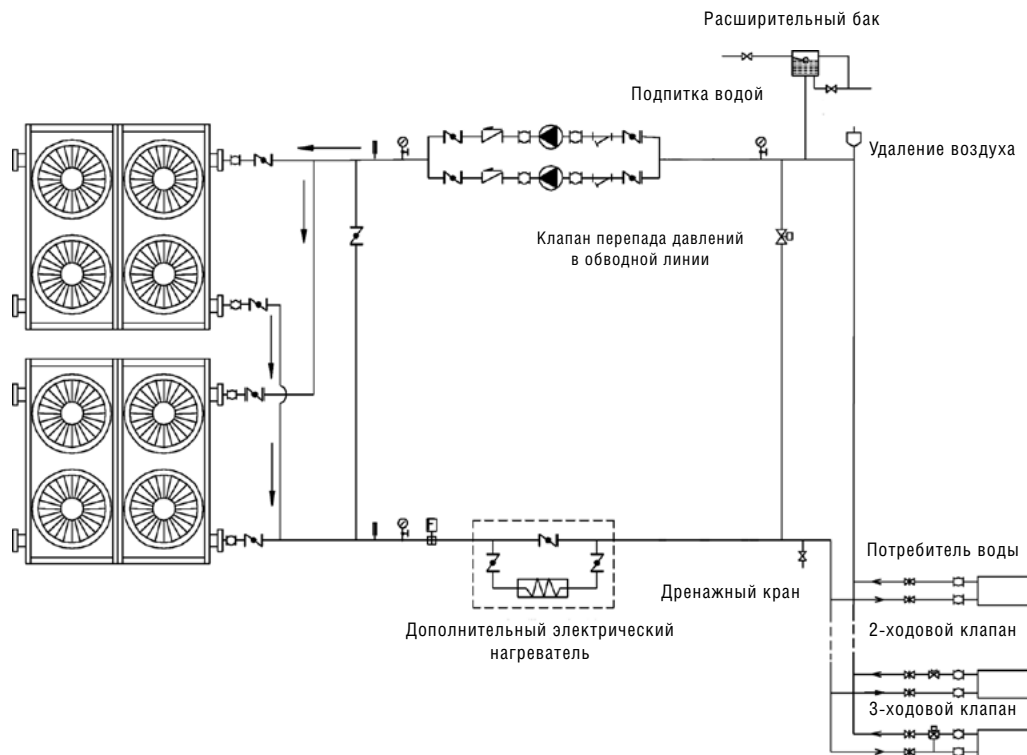 Расширительный бак
Подпитка водой
Удаление воздуха
Клапан перепада давлений
в обводной линии
F
Потребитель воды
Дренажный кран
Дополнительный электрический
нагреватель
2-ходовой клапан
3-ходовой клапан